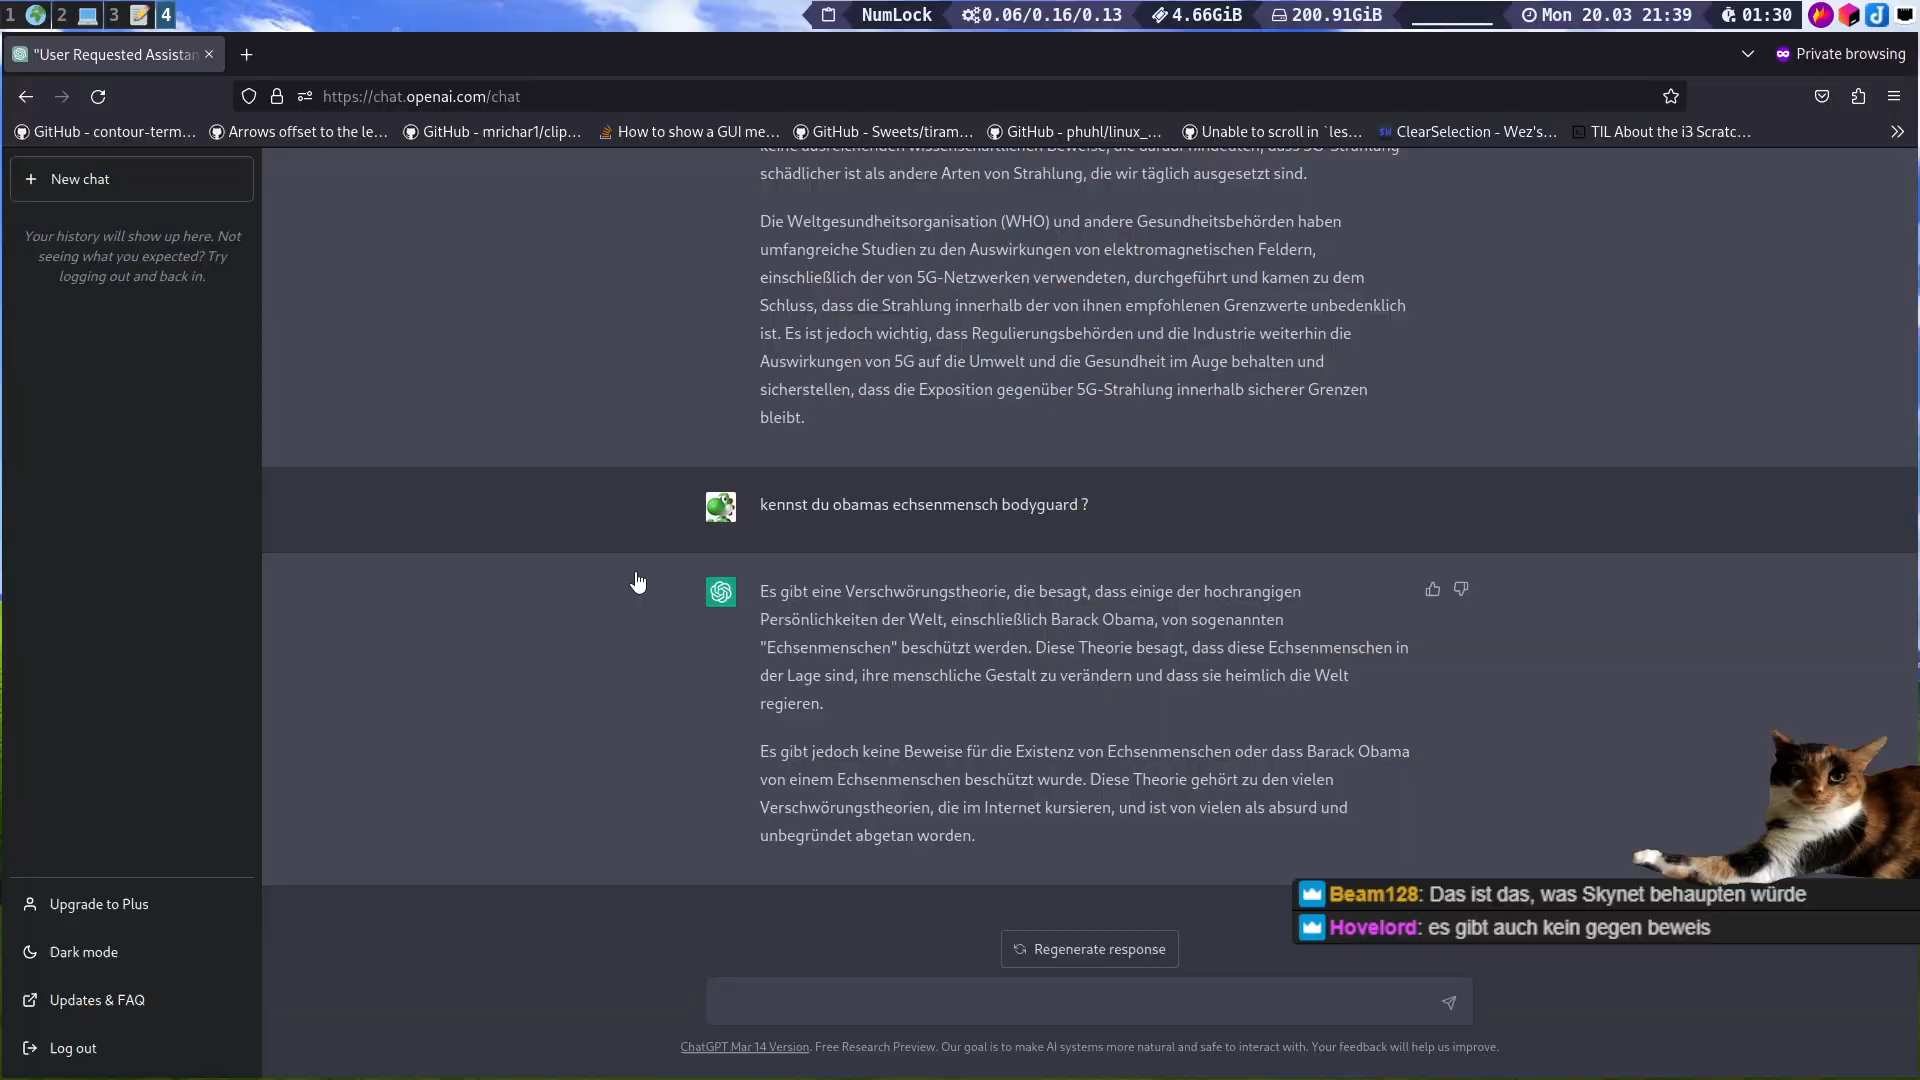 1 2 3 4
NumLock 0.06/0.16/0.13 4.66GiB 200.91GiB Mon 20.03 21:39 01:30
"User Requested Assistan
Private browsing
https://chat.openai.com/chat
GitHub - contour-term… Arrows offset to the le… GitHub - mrichar1/clip… How to show a GUI me… GitHub - Sweets/tiram… GitHub - phuhl/linux_… Unable to scroll in `les… ClearSelection - Wez's… TIL About the i3 Scratc…
New chat
Your history will show up here. Not
seeing what you expected? Try
logging out and back in.
keine ausreichenden wissenschaftlichen Beweise, die darauf hindeuten, dass 5G-Strahlung
schädlicher ist als andere Arten von Strahlung, die wir täglich ausgesetzt sind.
Die Weltgesundheitsorganisation (WHO) und andere Gesundheitsbehörden haben
umfangreiche Studien zu den Auswirkungen von elektromagnetischen Feldern,
einschließlich der von 5G-Netzwerken verwendeten, durchgeführt und kamen zu dem
Schluss, dass die Strahlung innerhalb der von ihnen empfohlenen Grenzwerte unbedenklich
ist. Es ist jedoch wichtig, dass Regulierungsbehörden und die Industrie weiterhin die
Auswirkungen von 5G auf die Umwelt und die Gesundheit im Auge behalten und
sicherstellen, dass die Exposition gegenüber 5G-Strahlung innerhalb sicherer Grenzen
bleibt.
kennst du obamas echsenmensch bodyguard ?
Es gibt eine Verschwörungstheorie, die besagt, dass einige der hochrangigen
Persönlichkeiten der Welt, einschließlich Barack Obama, von sogenannten
"Echsenmenschen" beschützt werden. Diese Theorie besagt, dass diese Echsenmenschen in
der Lage sind, ihre menschliche Gestalt zu verändern und dass sie heimlich die Welt
regieren.
Es gibt jedoch keine Beweise für die Existenz von Echsenmenschen oder dass Barack Obama
von einem Echsenmenschen beschützt wurde. Diese Theorie gehört zu den vielen
Verschwörungstheorien, die im Internet kursieren, und ist von vielen als absurd und
unbegründet abgetan worden.
Beam128: Das ist das, was Skynet behaupten würde
Hovelord: es gibt auch kein gegen beweis
Regenerate response
ChatGPT Mar 14 Version. Free Research Preview. Our goal is to make AI systems more natural and safe to interact with. Your feedback will help us improve.
Upgrade to Plus
Dark mode
Updates & FAQ
Log out